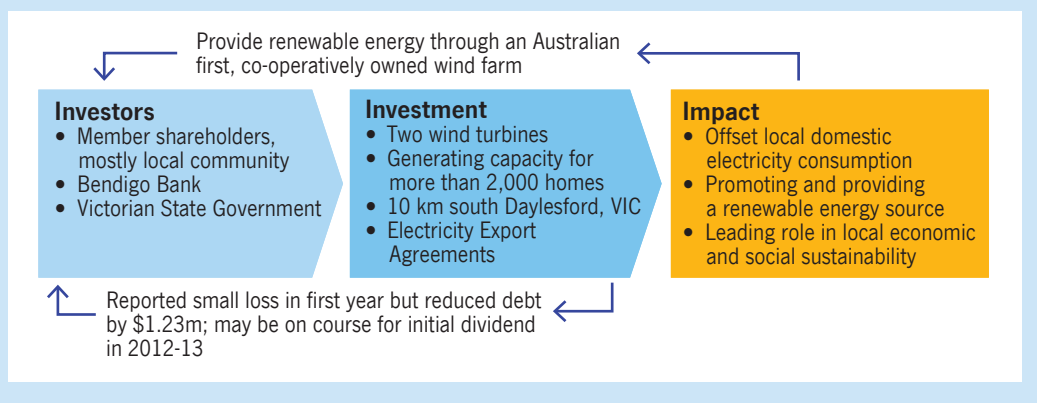 Provide renewable energy through an Australian
first, co-operatively owned wind farm
Investors
• Member shareholders,
mostly local community
• Bendigo Bank
• Victorian State Government
Investment
• Two wind turbines
• Generating capacity for
more than 2,000 homes
• 10 km south Daylesford, VIC
• Electricity Export
Agreements
Impact
• Offset local domestic
electricity consumption
• Promoting and providing
a renewable energy source
• Leading role in local economic
and social sustainability
Reported small loss in first year but reduced debt
by $1.23m; may be on course for initial dividend
in 2012-13